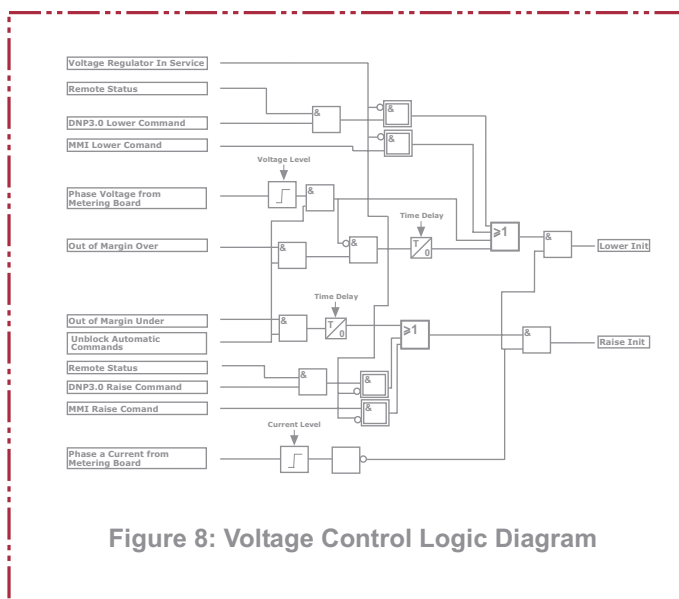 Voltage Regulator In Service
Remote Status
&
&
DNP3.0 Lower Command
MMI Lower Comand
&
Voltage Level
Phase Voltage from
Metering Board
&
Time Delay
Out of Margin Over
&
&
T
0
≥1
&
Lower Init
Out of Margin Under
Time Delay
Unblock Automatic
Commands
&
T
0
≥1
&
Raise Init
Remote Status
&
&
DNP3.0 Raise Command
MMI Raise Comand
&
Current Level
Phase a Current from
Metering Board
Figure 8: Voltage Control Logic Diagram